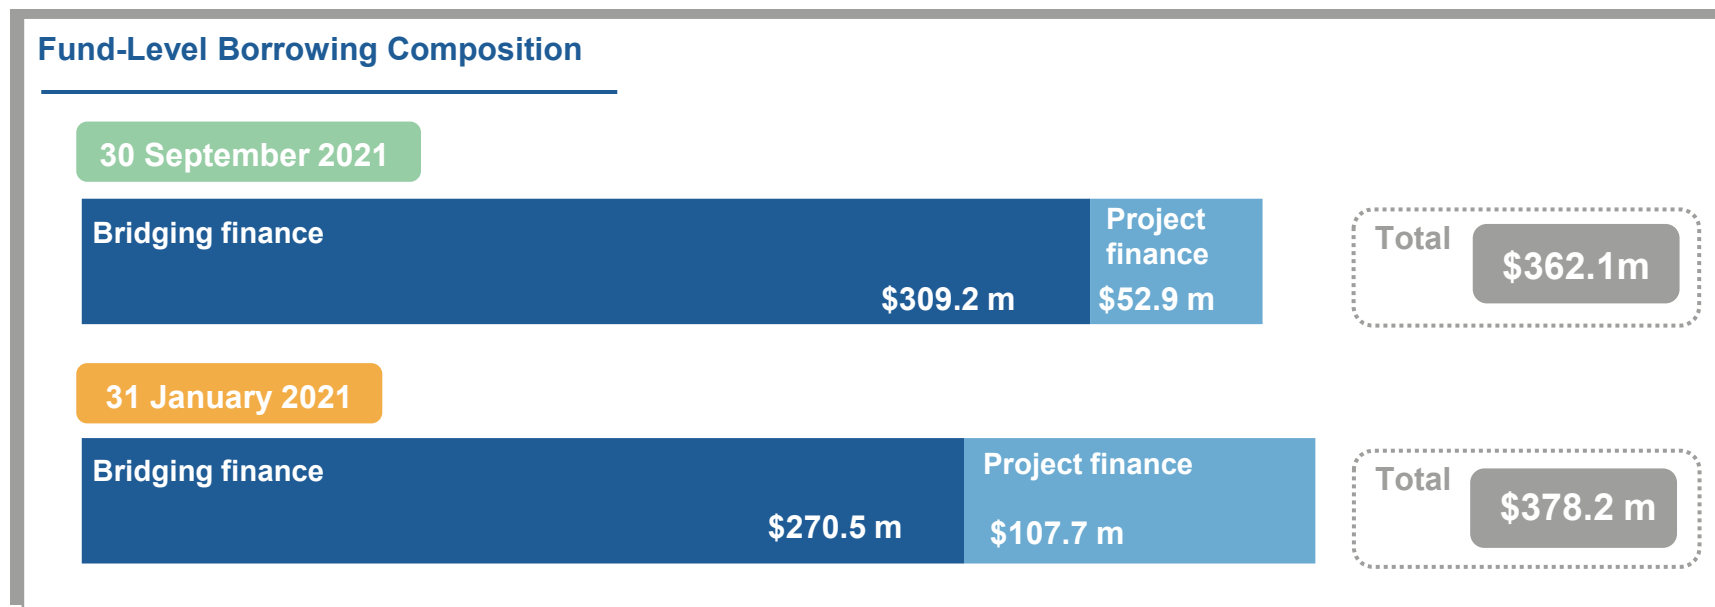 Fund-Level Borrowing Composition
30 September 2021
Bridging finance
$309.2 m
Project
finance
$52.9 m
Total
$362.1m
31 January 2021
Bridging finance
$270.5 m
Project finance
$107.7 m
Total
$378.2 m